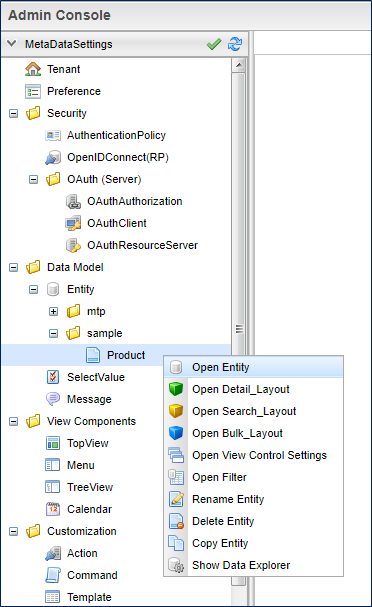 Admin Console
MetaDataSettings
Tenant
Preference
Security
AuthenticationPolicy
OpenIDConnect(RP)
OAuth (Server)
OAuthAuthorization
OAuthClient
OAuthResourceServer
Data Model
Entity
mtp
sample
Product
Open Entity
SelectValue
Open Detail_Layout
Message
Open Search_Layout
View Components
Open Bulk_Layout
TopView
Open View Control Settings
Menu
Open Filter
TreeView
Rename Entity
Calendar
Delete Entity
Customization
Copy Entity
Action
Show Data Explorer
Command
Template